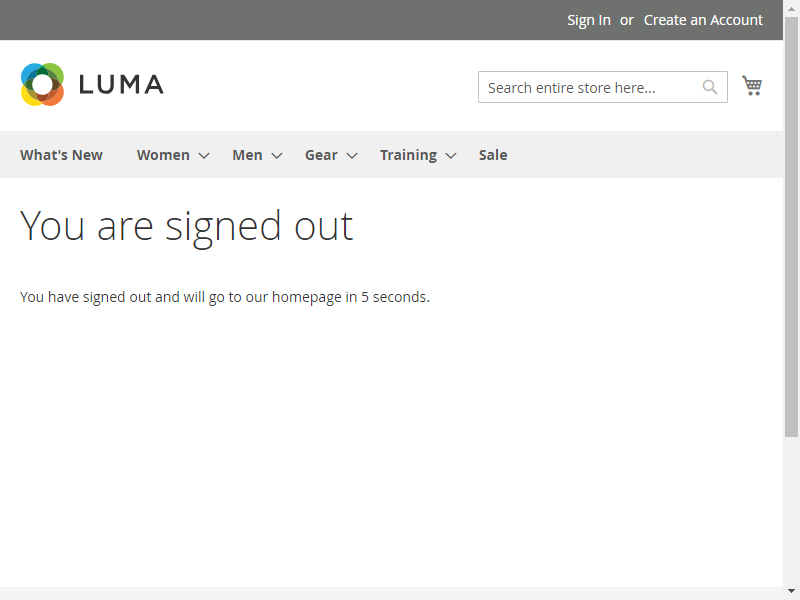 Sign In or Create an Account
LUMA
Search entire store here...
What's New Women Men Gear Training Sale
You are signed out
You have signed out and will go to our homepage in 5 seconds.